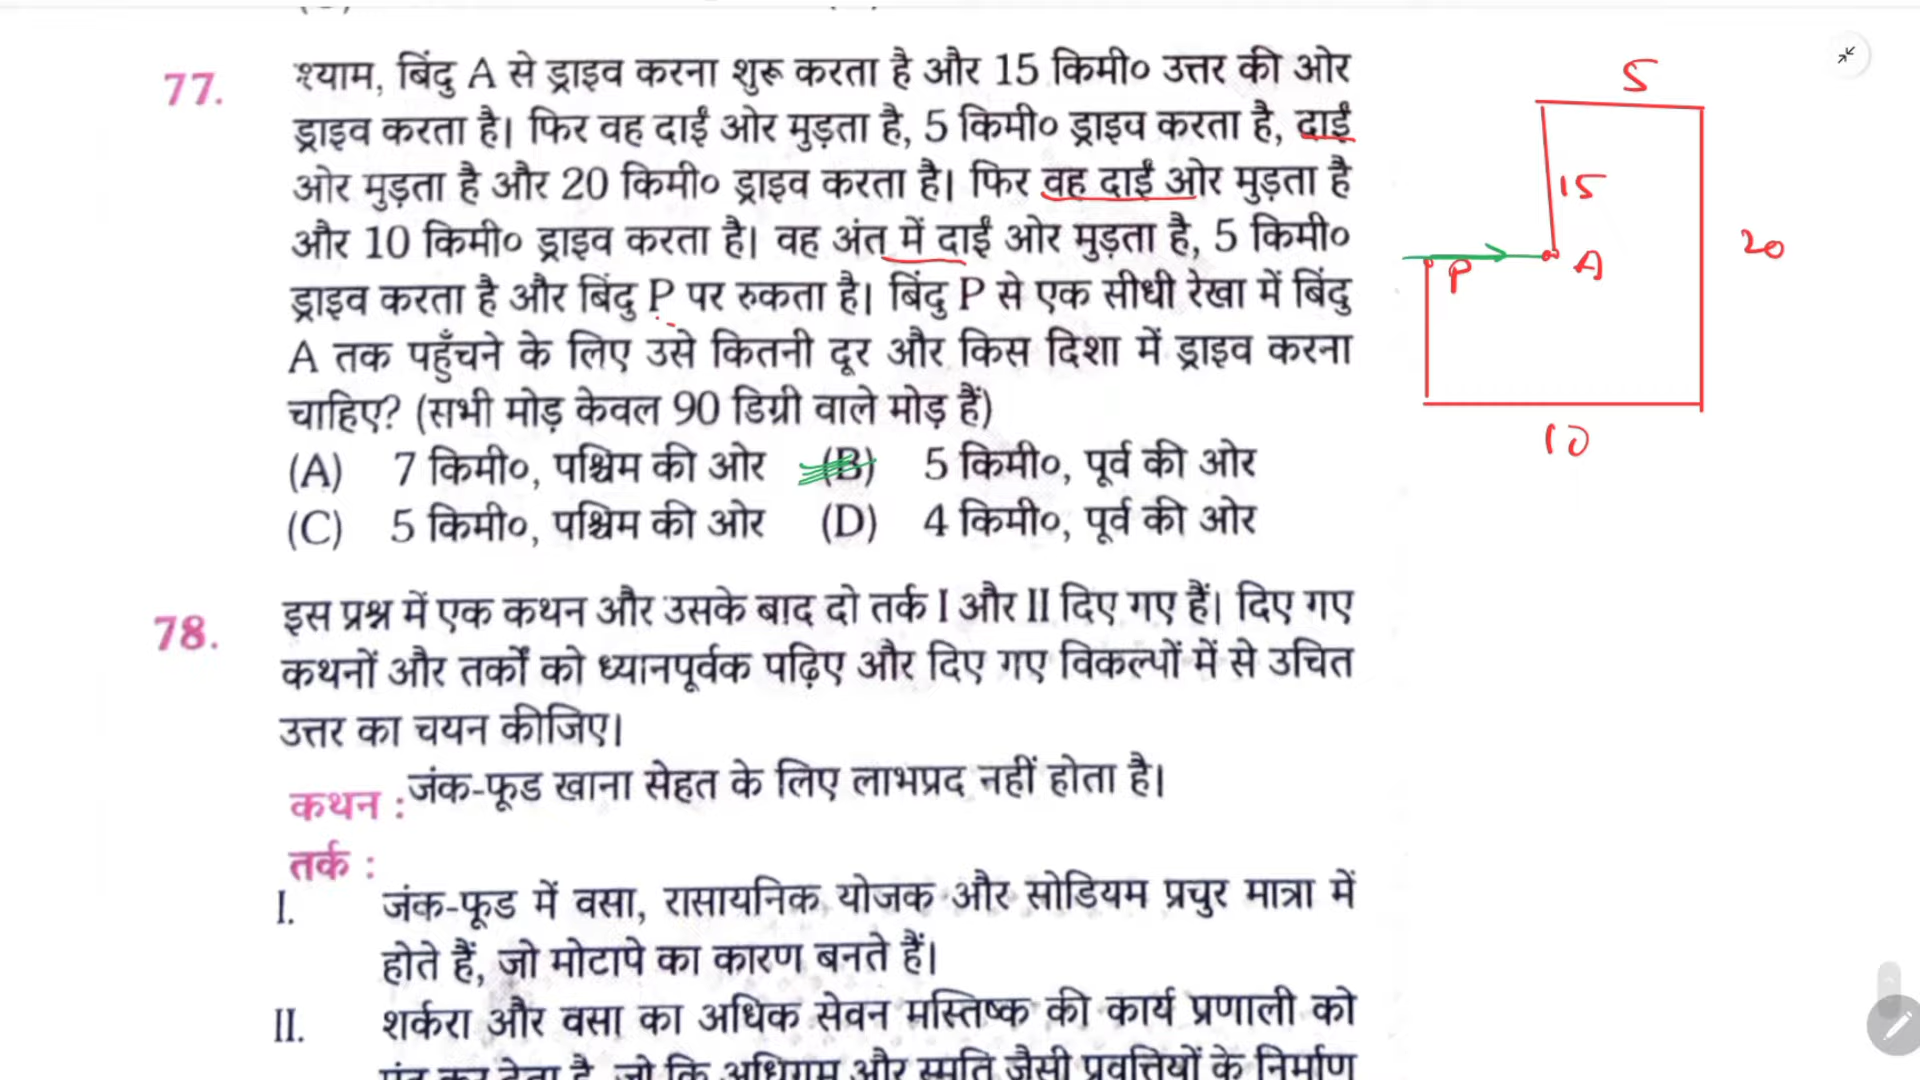 77. श्याम, बिंदु A से ड्राइव करना शुरू करता है और 15 किमी० उत्तर की ओर
ड्राइव करता है। फिर वह दाईं ओर मुड़ता है, 5 किमी० ड्राइव करता है, दाईं
ओर मुड़ता है और 20 किमी० ड्राइव करता है। फिर वह दाईं ओर मुड़ता है
और 10 किमी० ड्राइव करता है। वह अंत में दाईं ओर मुड़ता है, 5 किमी०
ड्राइव करता है और बिंदु P पर रुकता है। बिंदु P से एक सीधी रेखा में बिंदु
A तक पहुँचने के लिए उसे कितनी दूर और किस दिशा में ड्राइव करना
चाहिए? (सभी मोड़ केवल 90 डिग्री वाले मोड़ हैं)
(A) 7 किमी०, पश्चिम की ओर (B) 5 किमी०, पूर्व की ओर
(C) 5 किमी०, पश्चिम की ओर (D) 4 किमी०, पूर्व की ओर
5
15
20
P A
10
78. इस प्रश्न में एक कथन और उसके बाद दो तर्क I और II दिए गए हैं। दिए गए
कथनों और तर्कों को ध्यानपूर्वक पढ़िए और दिए गए विकल्पों में से उचित
उत्तर का चयन कीजिए।
कथन : जंक-फूड खाना सेहत के लिए लाभप्रद नहीं होता है।
तर्क :
I. जंक-फूड में वसा, रासायनिक योजक और सोडियम प्रचुर मात्रा में
होते हैं, जो मोटापे का कारण बनते हैं।
II. शर्करा और वसा का अधिक सेवन मस्तिष्क की कार्य प्रणाली को
जो कि अधिगम और स्मृति जैसी प्रवृत्तियों के निर्माण